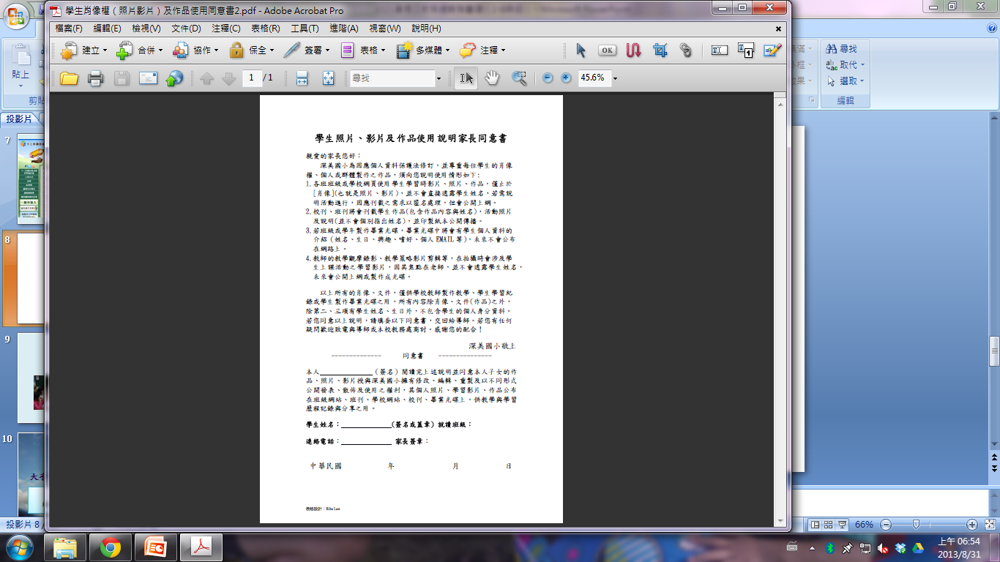 學生肖像權（照片影片）及作品使用同意書2.pdf - Adobe Acrobat Pro
檔案(F) 編輯(E) 檢視(V) 文件(D) 注釋(C) 表格(R) 工具(T) 進階(A) 視窗(W) 說明(H)
建立 合併 協作 保全 簽署 表格 多媒體 注釋 OK
1 / 1 尋找 45.6%
貼上
尋找
取代
選取
編輯
投影片
7
8
9
10
學生照片、影片及作品使用說明家長同意書
親愛的家長您好：
深美國小為因應個人資料保護法修訂，並尊重每位學生的肖像
權、個人或群體製作之作品，須向您說明使用情形如下：
1.各班班級或學校網頁使用學生學習時影片、照片、作品，僅止於
[肖像](也就是照片、影片)，並不會直接透露學生姓名，若需說
明活動進行，因應刊載之需求以匿名處理，但會公開上網。
2.校刊、班刊將會刊載學生作品(包含作品內容與姓名)，活動照片
及說明(並不會個別指出姓名)，並印製紙本公開傳播。
3.若班級或學年製作畢業光碟，畢業光碟中將會有學生個人資料的
介紹（姓名、生日、興趣、嗜好、個人EMAIL等)，未來不會公布
在網路上。
4.教師的教學觀摩錄影、教學策略影片剪輯等，在拍攝時會涉及學
生上課活動之學習影片，因其焦點在老師，並不會透露學生姓名，
未來會公開上網或製作成光碟。
以上所有的肖像、文件，僅供學校教師製作教學、學生學習紀
錄或學生製作畢業光碟之用，所有內容除肖像、文件(作品)之外，
除第二、三項有學生姓名、生日外，不包含學生的個人身分資料。
若您同意以上說明，請填妥以下同意書，交回給導師。若您有任何
疑問歡迎致電與導師或本校教務處商討。感謝您的配合！
深美國小敬上
-------------- 同意書 ---------------
本人______________（簽名）閱讀完上述說明並同意本人子女的作
品、照片、影片授與深美國小擁有修改、編輯、重製及以不同形式
公開發表、散佈及使用之權利，其個人照片、學習影片、作品公布
在班級網站、班刊、學校網站、校刊、畢業光碟上，供教學與學習
歷程記錄與分享之用。
學生姓名：_____________(簽名或蓋章) 就讀班級：
連絡電話：_____________ 家長簽章：
中華民國 年 月 日
表格設計：Rita Lee
投影片 8 /
66%
上午 06:54
2013/8/31